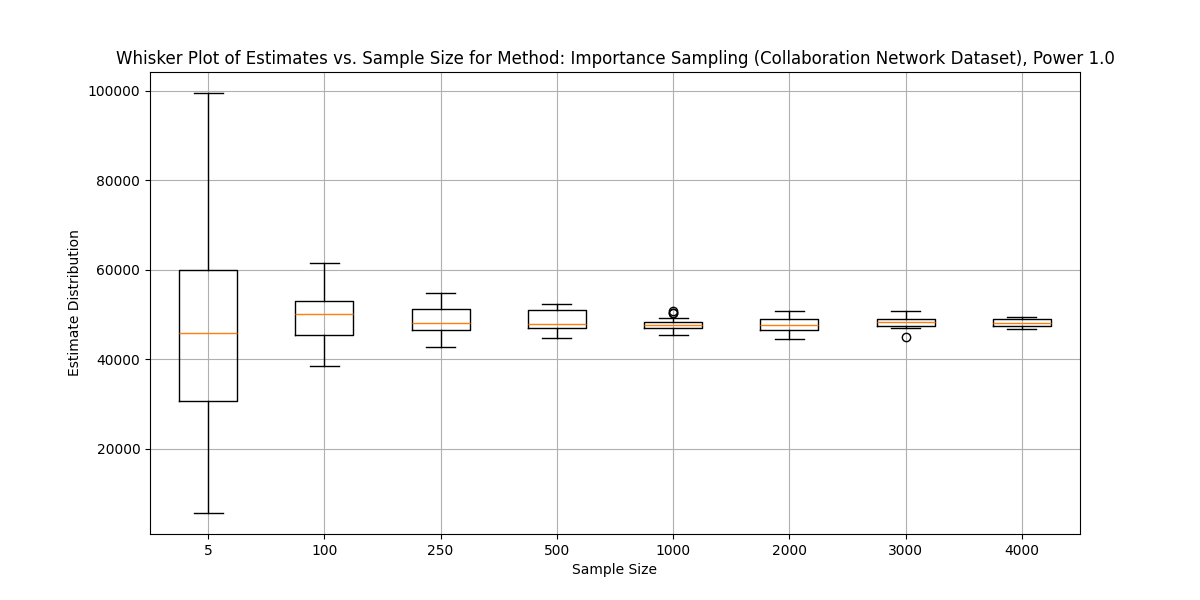 Whisker Plot of Estimates vs. Sample Size for Method: Importance Sampling (Collaboration Network Dataset), Power 1.0
100000
80000
60000
40000
20000
Estimate Distribution
5 100 250 500 1000 2000 3000 4000
Sample Size